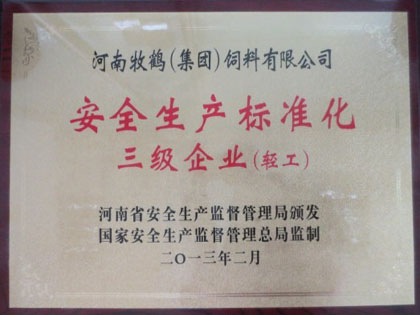 河南牧鹤(集团)饲料有限公司
安全生产标准化
三级企业(轻工)
河南省安全生产监督管理局颁发
国家安全生产监督管理总局监制
二〇一三年二月